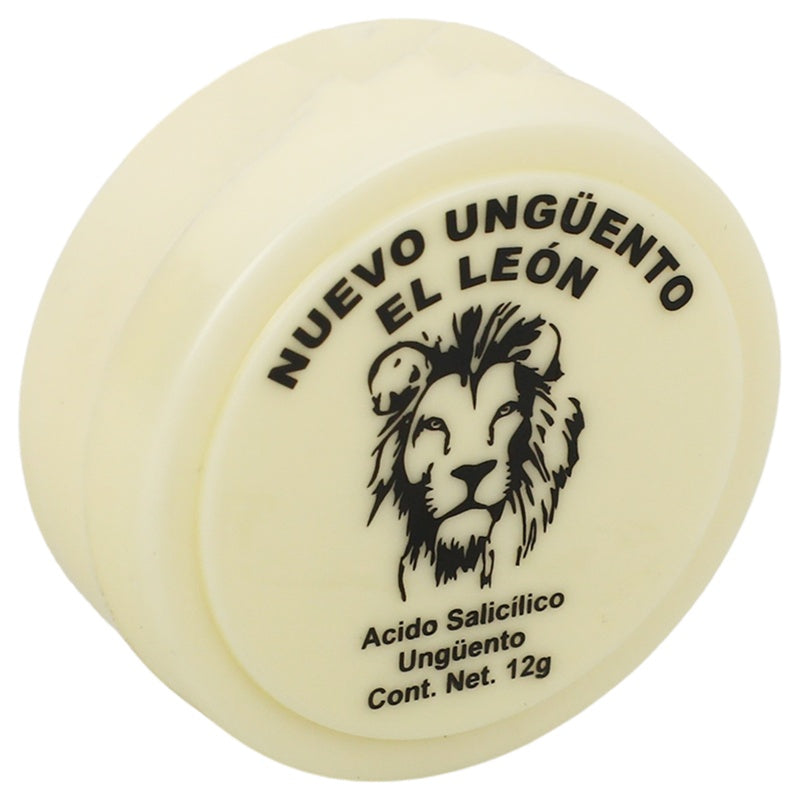 NUEVO UNGÜENTO
EL LEÓN
Acido Salicílico
Ungüento
Cont. Net. 12g